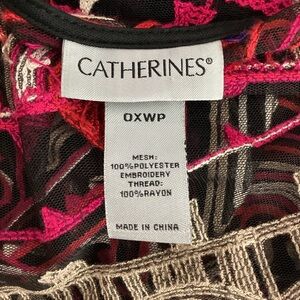 CATHERINES®
0XWP
MESH:
100%POLYESTER
EMBROIDERY
THREAD:
100%RAYON
MADE IN CHINA